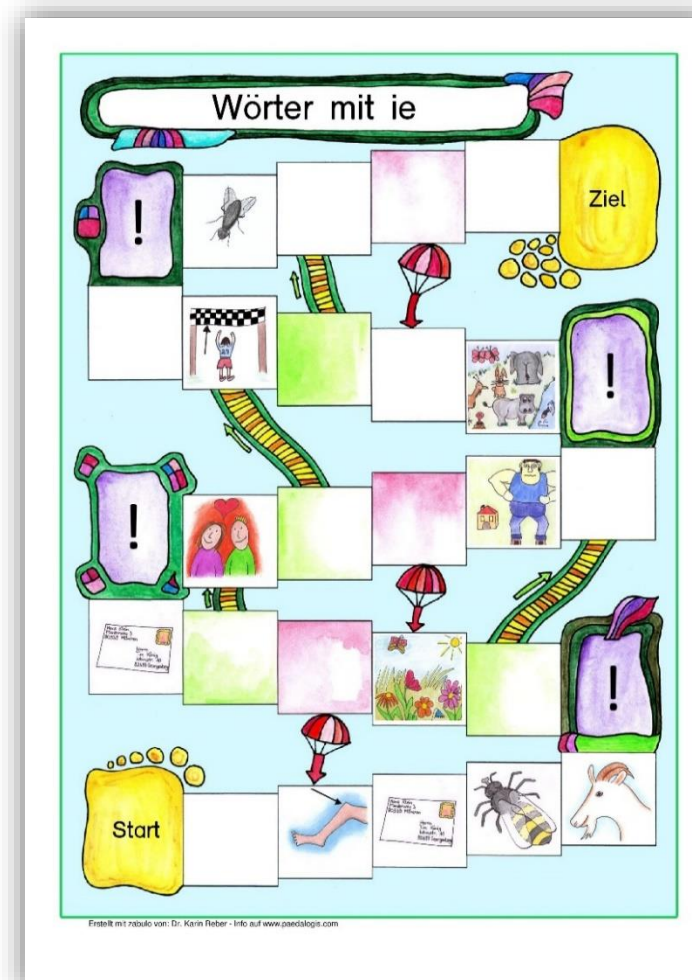 Wörter mit ie
!
Ziel
!
!
!
Start
Erstellt mit zabulo von: Dr. Karin Reber - Info auf www.paedalogis.com